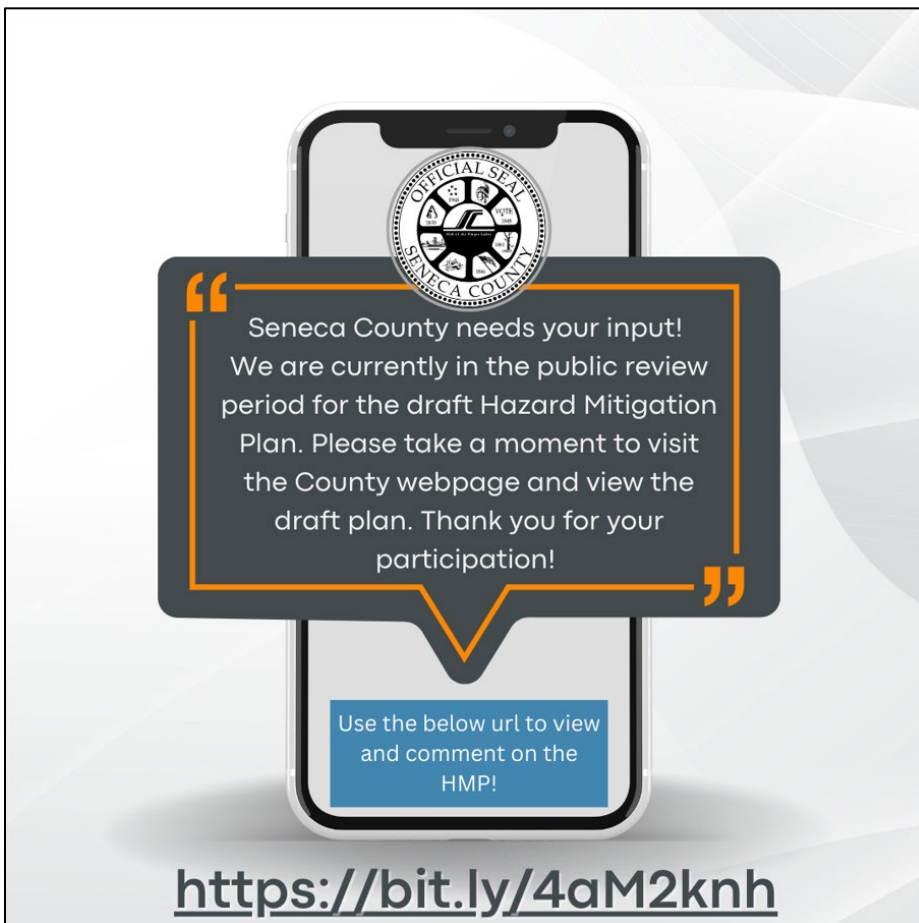 OFFICIAL SEAL
SENECA COUNTY
VOTE
“
Seneca County needs your input!
We are currently in the public review
period for the draft Hazard Mitigation
Plan. Please take a moment to visit
the County webpage and view the
draft plan. Thank you for your
participation!
”
Use the below url to view
and comment on the
HMP!
https://bit.ly/4aM2knh